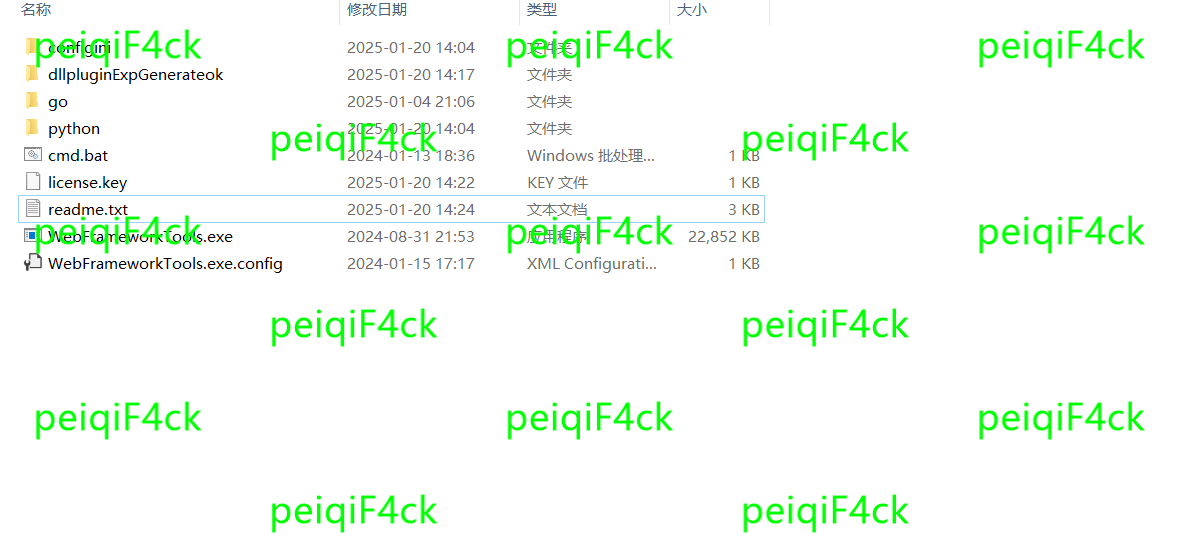 名称 修改日期 类型 大小
configini 2025-01-20 14:04 文件夹
peiqiF4ck peiqiF4ck peiqiF4ck
dllpluginExpGenerateok 2025-01-20 14:17 文件夹
go 2025-01-04 21:06 文件夹
python 2025-01-20 14:04 文件夹
peiqiF4ck peiqiF4ck
cmd.bat 2024-01-13 18:36 Windows 批处理... 1 KB
license.key 2025-01-20 14:22 KEY 文件 1 KB
readme.txt 2025-01-20 14:24 文本文档 3 KB
peiqiF4ck peiqiF4ck peiqiF4ck
WebFrameworkTools.exe 2024-08-31 21:53 应用程序 22,852 KB
WebFrameworkTools.exe.config 2024-01-15 17:17 XML Configurati... 1 KB
peiqiF4ck peiqiF4ck
peiqiF4ck peiqiF4ck peiqiF4ck
peiqiF4ck peiqiF4ck